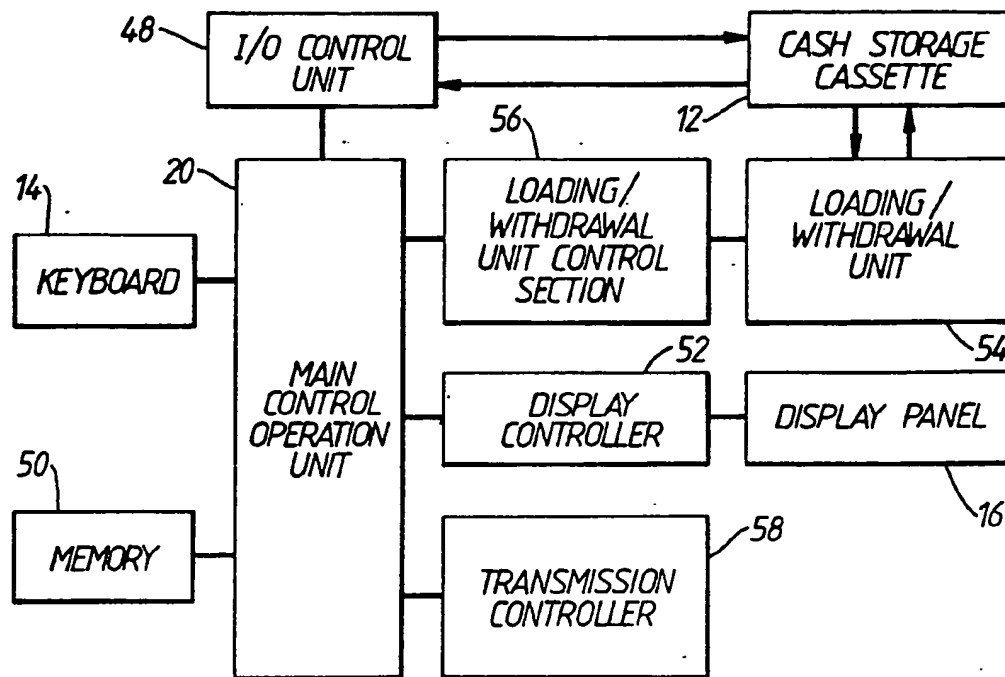 48
I/O CONTROL
UNIT
CASH STORAGE
CASSETTE
12
56
20
14
KEYBOARD
LOADING/
WITHDRAWAL
UNIT CONTROL
SECTION
LOADING/
WITHDRAWAL
UNIT
54
MAIN
CONTROL
OPERATION
UNIT
52
DISPLAY
CONTROLLER
DISPLAY PANEL
16
50
MEMORY
58
TRANSMISSION
CONTROLLER